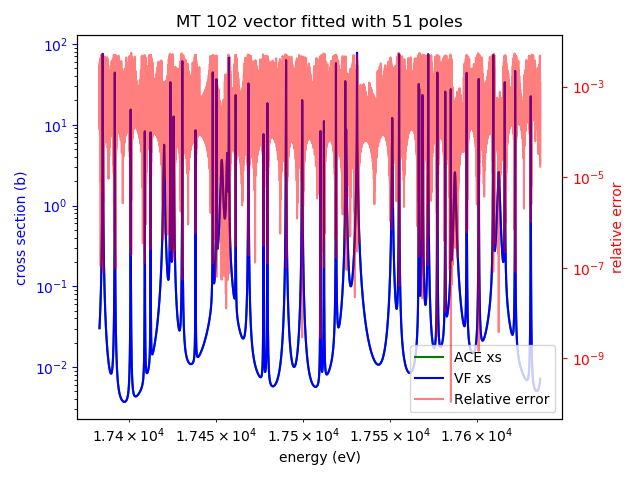 MT 102 vector fitted with 51 poles
cross section (b)
10²
10¹
10⁰
10⁻¹
10⁻²
relative error
10⁻³
10⁻⁵
10⁻⁷
10⁻⁹
ACE xs
VF xs
Relative error
1.74 × 10⁴ 1.745 × 10⁴ 1.75 × 10⁴ 1.755 × 10⁴ 1.76 × 10⁴
energy (eV)